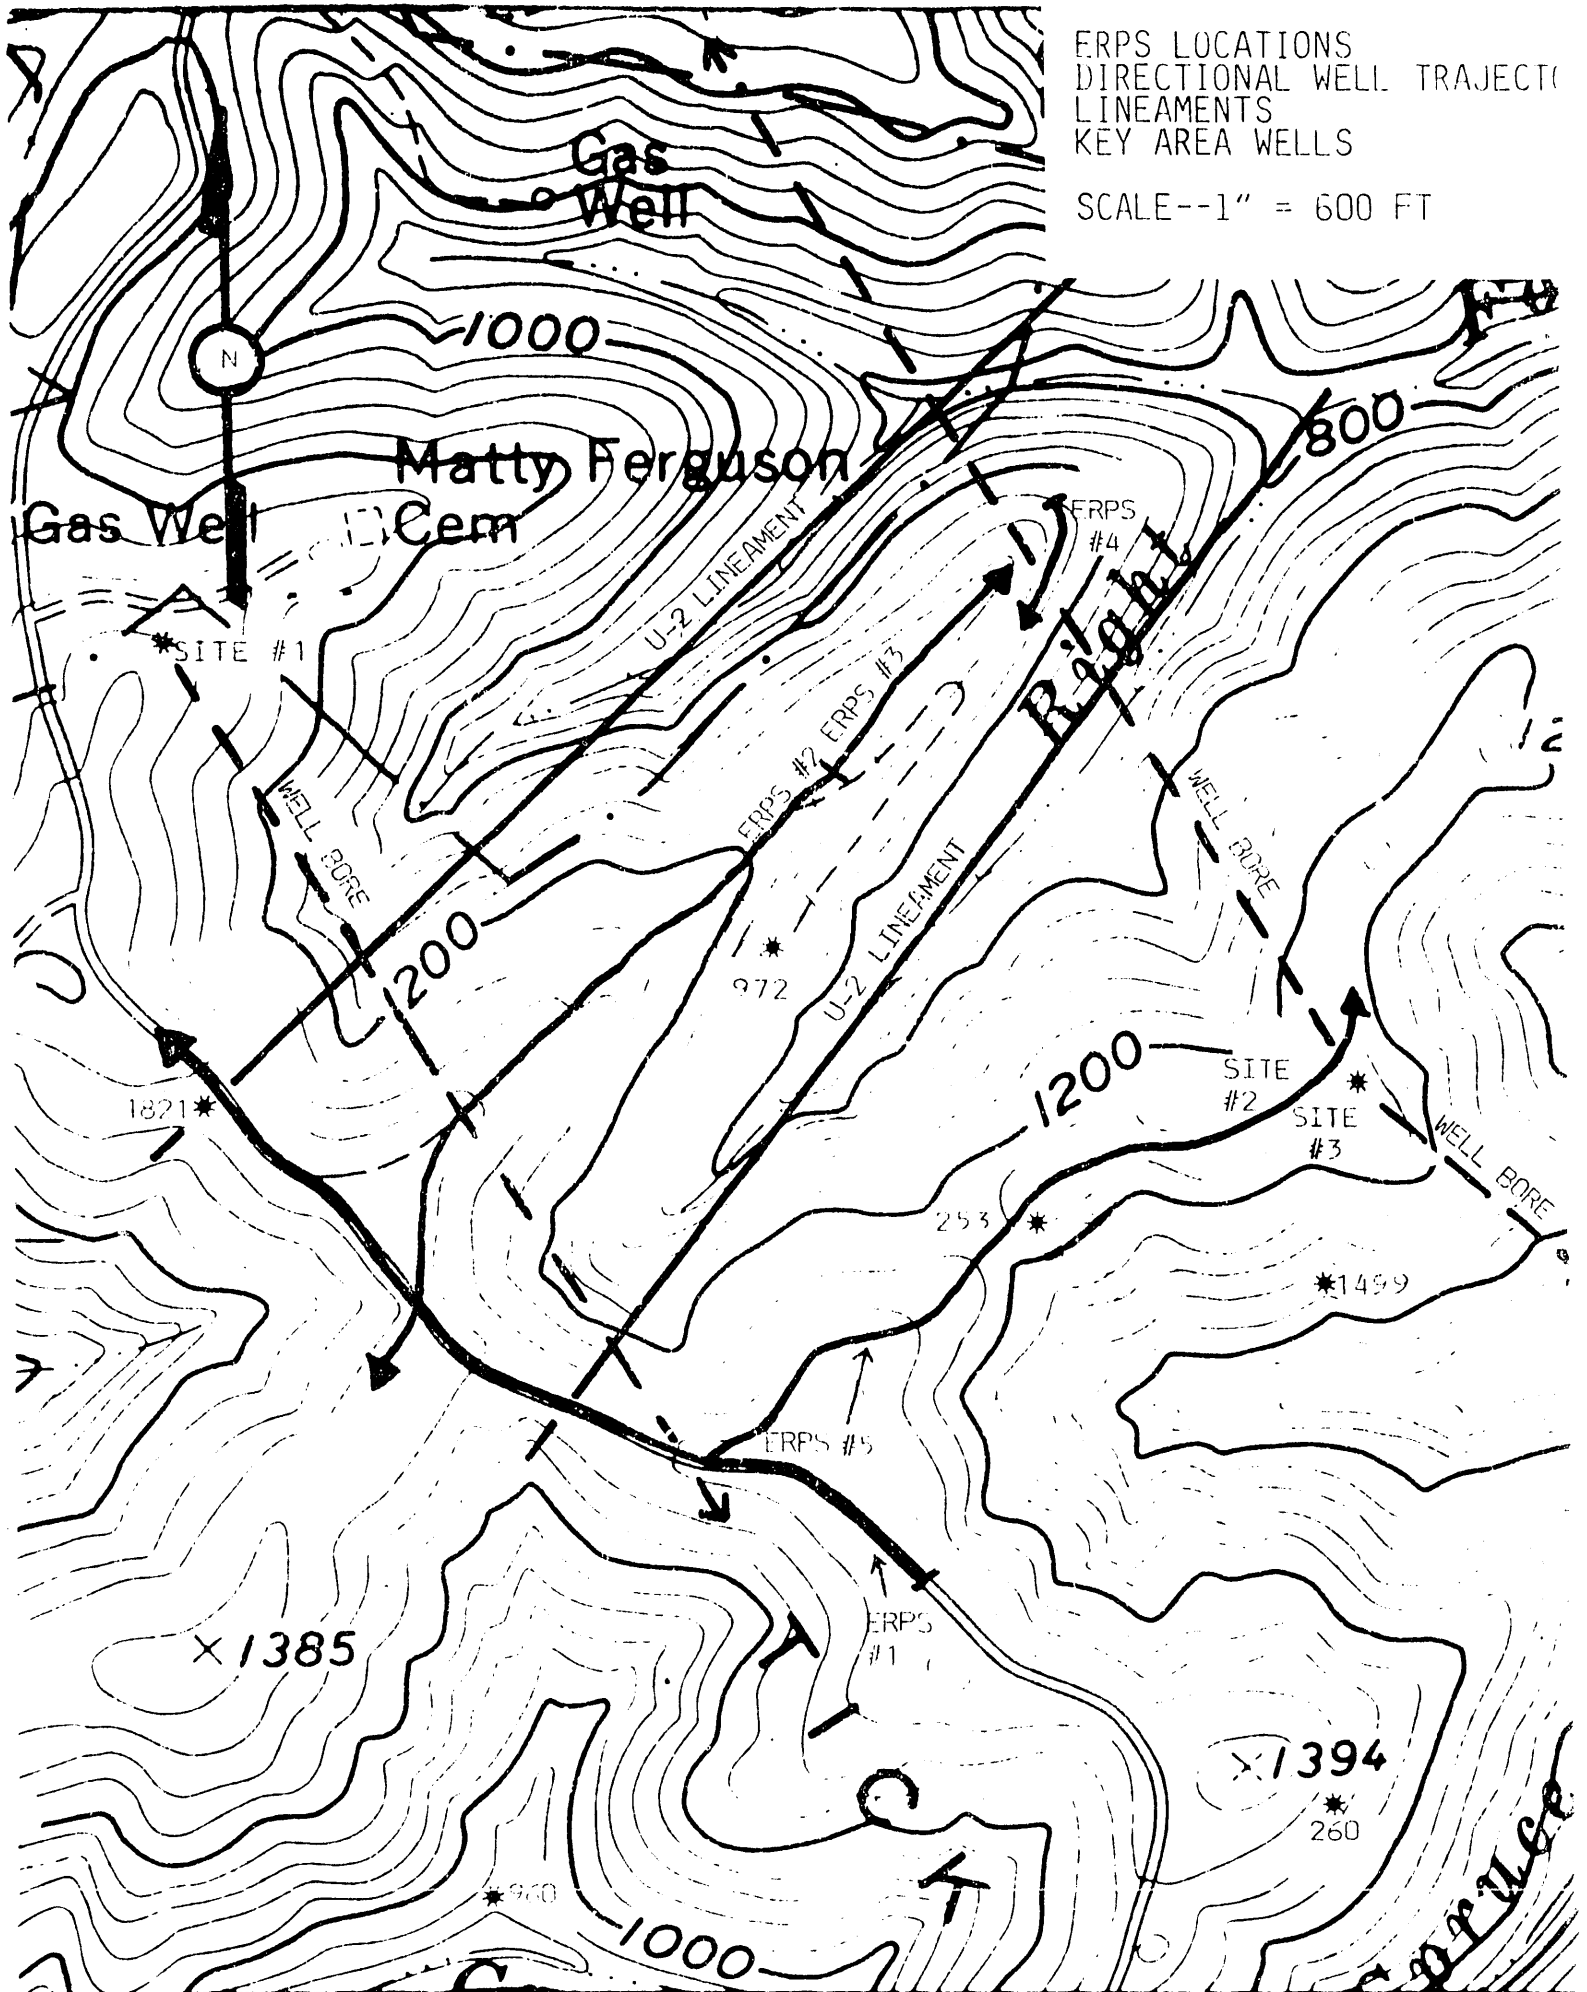 ERPS LOCATIONS
DIRECTIONAL WELL TRAJECT
LINEAMENTS
KEY AREA WELLS
SCALE--1" = 600 FT
Gas
Well
N
1000
800
Matty Ferguson
Cem
Gas Well
ERPS
#4
U-2 LINEAMENT
Right
SITE #1
ERPS #3
ERPS #2
12
WELL BORE
WELL BORE
U-2 LINEAMENT
1200
972
1200
SITE
#2
SITE
#3
1821
WELL BORE
253
1499
ERPS #5
ERPS
#1
1385
1394
260
960
1000
Spruce